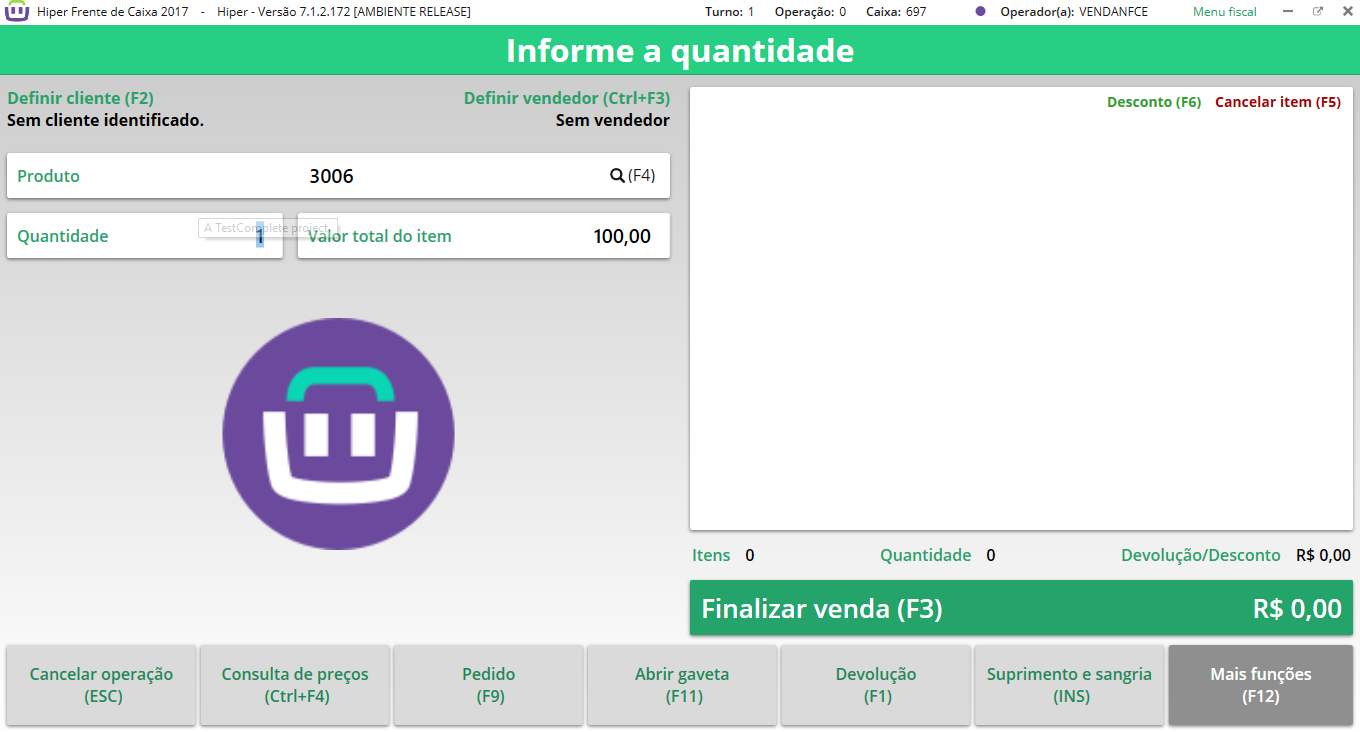 Hiper Frente de Caixa 2017 - Hiper - Versão 7.1.2.172 [AMBIENTE RELEASE] Turno: 1 Operação: 0 Caixa: 697 Operador(a): VENDANFCE Menu fiscal
Informe a quantidade
Definir cliente (F2) Definir vendedor (Ctrl+F3)
Sem cliente identificado. Sem vendedor
Produto 3006 (F4)
A TestComplete project
Quantidade 1 Valor total do item 100,00
Desconto (F6) Cancelar item (F5)
Itens 0 Quantidade 0 Devolução/Desconto R$ 0,00
Finalizar venda (F3) R$ 0,00
Cancelar operação
(ESC)
Consulta de preços
(Ctrl+F4)
Pedido
(F9)
Abrir gaveta
(F11)
Devolução
(F1)
Suprimento e sangria
(INS)
Mais funções
(F12)